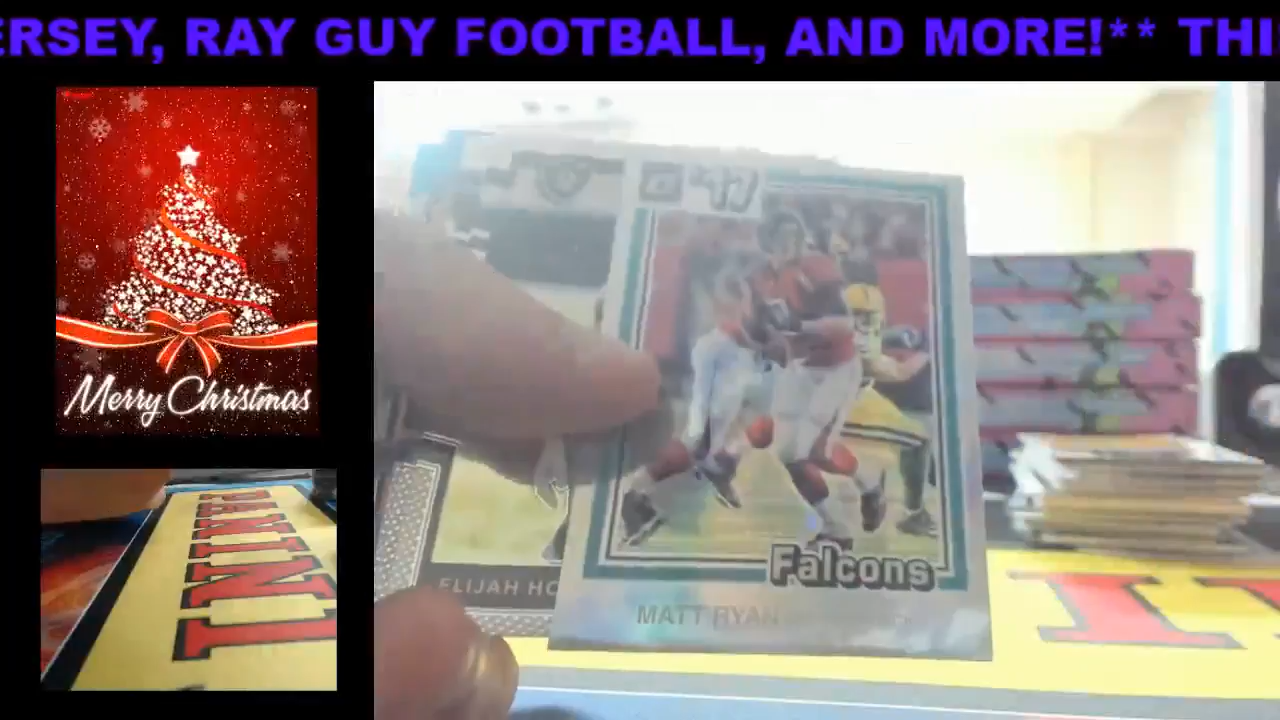 ERSEY, RAY GUY FOOTBALL, AND MORE!** THI
Merry Christmas
PANINI
Falcons
MATT RYAN
ELIJAH HO